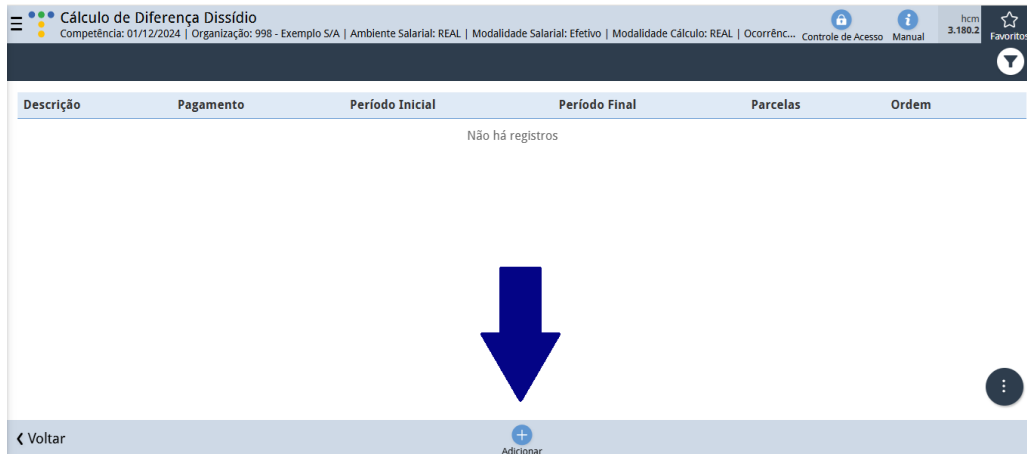 Cálculo de Diferença Dissídio
Competência: 01/12/2024 | Organização: 998 - Exemplo S/A | Ambiente Salarial: REAL | Modalidade Salarial: Efetivo | Modalidade Cálculo: REAL | Ocorrênc...
Controle de Acesso
Manual
hcm
3.180.2
Favoritos
Descrição Pagamento Período Inicial Período Final Parcelas Ordem
Não há registros
Voltar
Adicionar